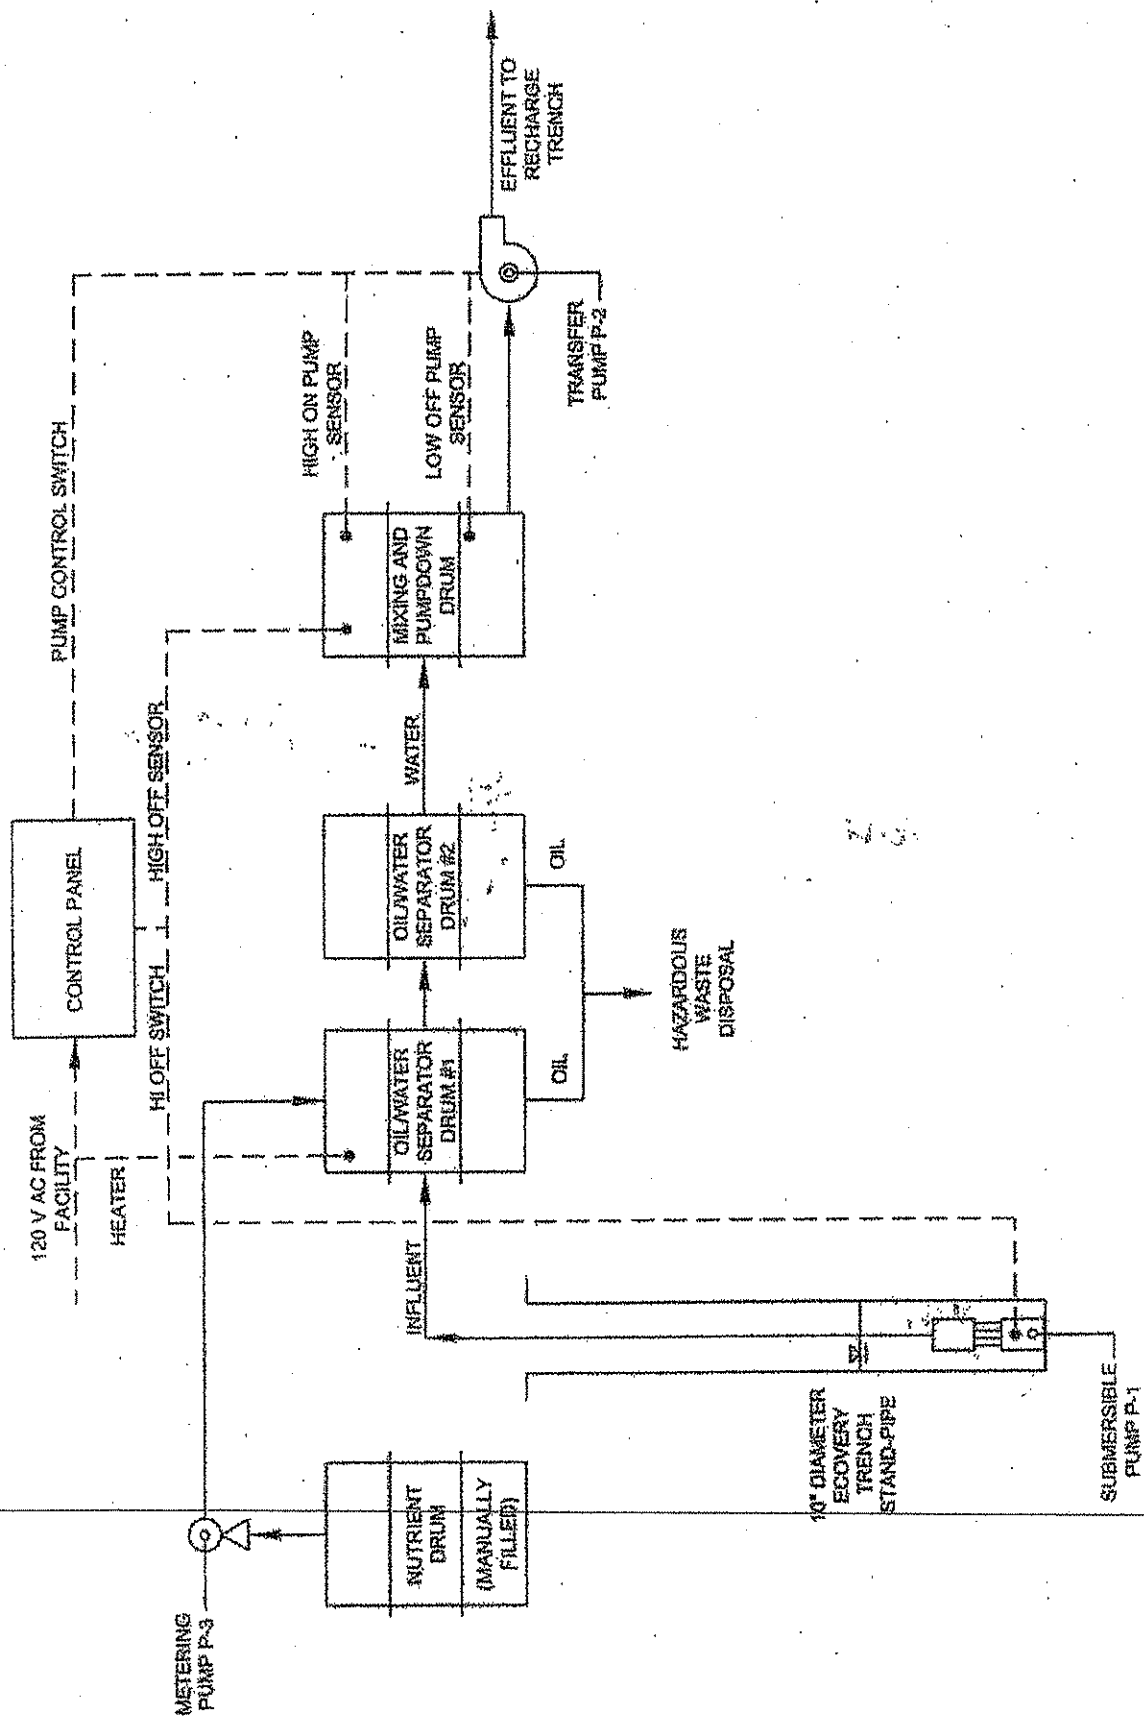 120 V AC FROM
FACILITY
CONTROL PANEL
PUMP CONTROL SWITCH
HEATER
HI OFF SWITCH
HIGH OFF SENSOR
METERING
PUMP P-3
NUTRIENT
DRUM
(MANUALLY
FILLED)
INFLUENT
OIL/WATER
SEPARATOR
DRUM #1
OIL/WATER
SEPARATOR
DRUM #2
WATER
MIXING AND
PUMPDOWN
DRUM
HIGH ON PUMP
SENSOR
LOW OFF PUMP
SENSOR
EFFLUENT TO
RECHARGE
TRENCH
TRANSFER
PUMP P-2
OIL
OIL
HAZARDOUS
WASTE
DISPOSAL
10" DIAMETER
ECOVERY
TRENCH
STAND-PIPE
SUBMERSIBLE
PUMP P-1